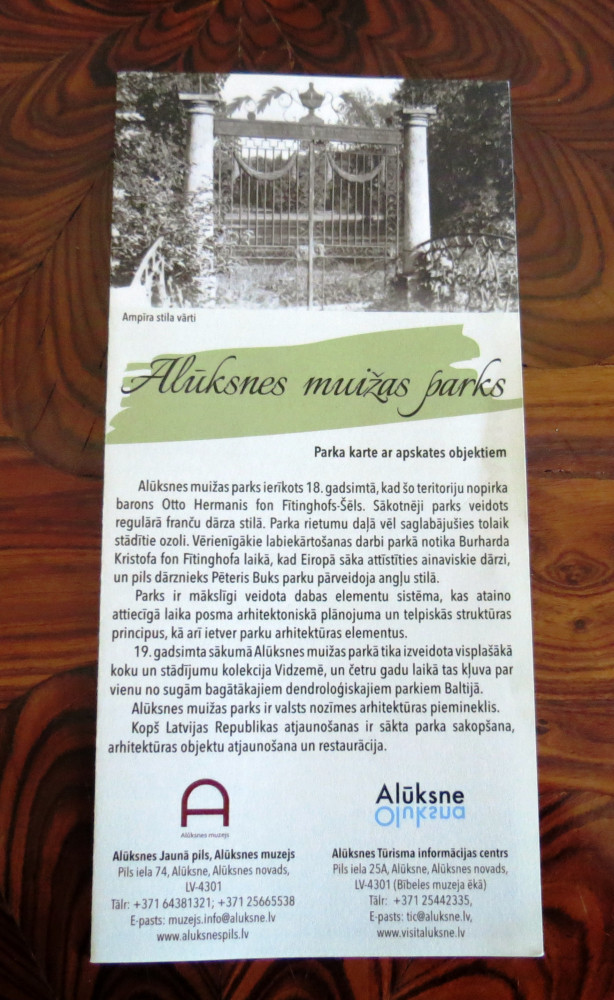 Ampīra stila vārti
Alūksnes muižas parks
Parka karte ar apskates objektiem
Alūksnes muižas parks ierīkots 18. gadsimtā, kad šo teritoriju nopirka
barons Otto Hermanis fon Fītinghofs-Šēls. Sākotnēji parks veidots
regulārā franču dārza stilā. Parka rietumu daļā vēl saglabājušies tolaik
stādītie ozoli. Vērienīgākie labiekārtošanas darbi parkā notika Burharda
Kristofa fon Fītinghofa laikā, kad Eiropā sāka attīstīties ainaviskie dārzi,
un pils dārznieks Pēteris Buks parku pārveidoja angļu stilā.
Parks ir mākslīgi veidota dabas elementu sistēma, kas ataino
attiecīgā laika posma arhitektoniskā plānojuma un telpiskās struktūras
principus, kā arī ietver parku arhitektūras elementus.
19. gadsimta sākumā Alūksnes muižas parkā tika izveidota visplašākā
koku un stādījumu kolekcija Vidzemē, un četru gadu laikā tas kļuva par
vienu no sugām bagātākajiem dendroloģiskajiem parkiem Baltijā.
Alūksnes muižas parks ir valsts nozīmes arhitektūras piemineklis.
Kopš Latvijas Republikas atjaunošanas ir sākta parka sakopšana,
arhitektūras objektu atjaunošana un restaurācija.
Alūksnes muzejs
Alūksnes Jaunā pils, Alūksnes muzejs
Pils iela 74, Alūksne, Alūksnes novads,
LV-4301
Tālr: +371 64381321; +371 25665538
E-pasts: muzejs.info@aluksne.lv
www.aluksnespils.lv
Alūksne
Alūksne
Alūksnes Tūrisma informācijas centrs
Pils iela 25A, Alūksne, Alūksnes novads,
LV-4301 (Bībeles muzeja ēkā)
Tālr: +371 25442335,
E-pasts: tic@aluksne.lv,
www.visitaluksne.lv